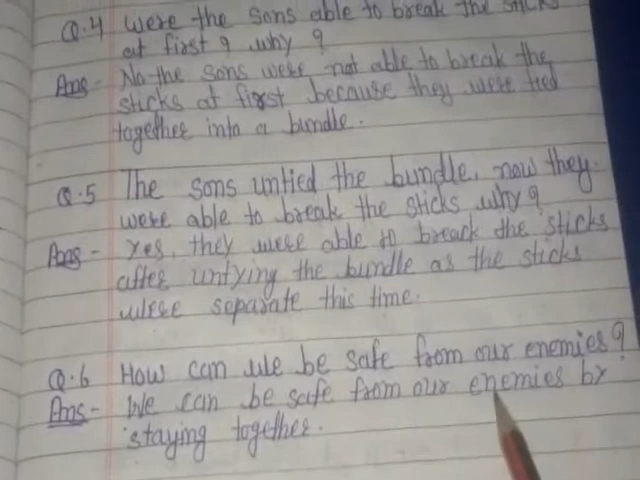 Q.4 Were the sons able to break the sticks
at first ? why ?
Ans- No the sons were not able to break the
sticks at first because they were tied
together into a bundle.
Q.5 The sons untied the bundle, now they
were able to break the sticks why ?
Ans- Yes, they were able to breack the sticks
after untying the bundle as the sticks
were separate this time.
Q.6 How can we be safe from our enemies ?
Ans- We can be safe from our enemies by
staying together.